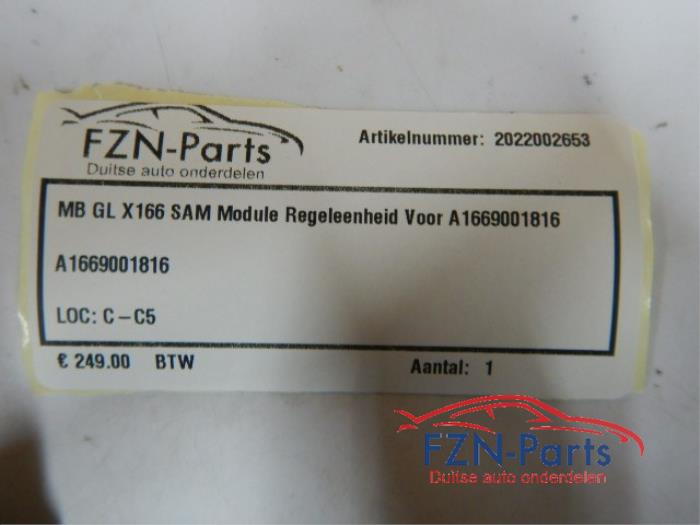 FZN-Parts
Duitse auto onderdelen
Artikelnummer: 2022002653
MB GL X166 SAM Module Regeleenheid Voor A1669001816
A1669001816
LOC: C-C5
€ 249.00 BTW
Aantal: 1
FZN-Parts
Duitse auto onderdelen